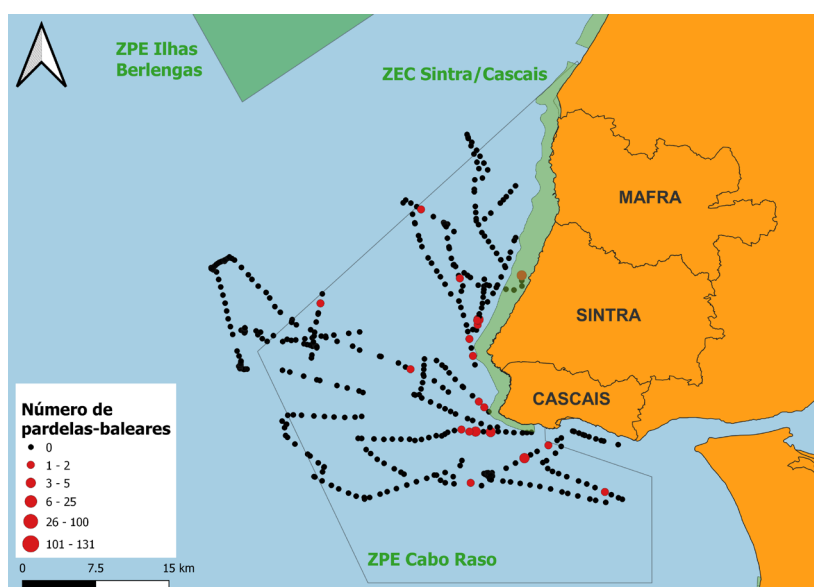 ZPE Ilhas
Berlengas
ZEC Sintra/Cascais
MAFRA
SINTRA
CASCAIS
Número de
pardelas-baleares
0
1 - 2
3 - 5
6 - 25
26 - 100
101 - 131
0 7.5 15 km
ZPE Cabo Raso